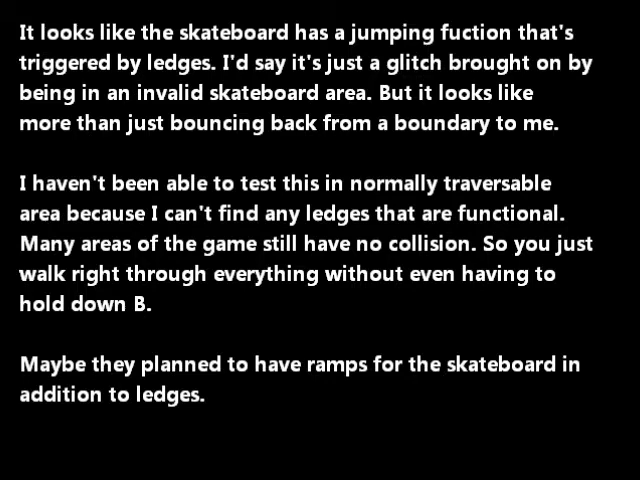 It looks like the skateboard has a jumping fuction that's
triggered by ledges. I'd say it's just a glitch brought on by
being in an invalid skateboard area. But it looks like
more than just bouncing back from a boundary to me.
I haven't been able to test this in normally traversable
area because I can't find any ledges that are functional.
Many areas of the game still have no collision. So you just
walk right through everything without even having to
hold down B.
Maybe they planned to have ramps for the skateboard in
addition to ledges.